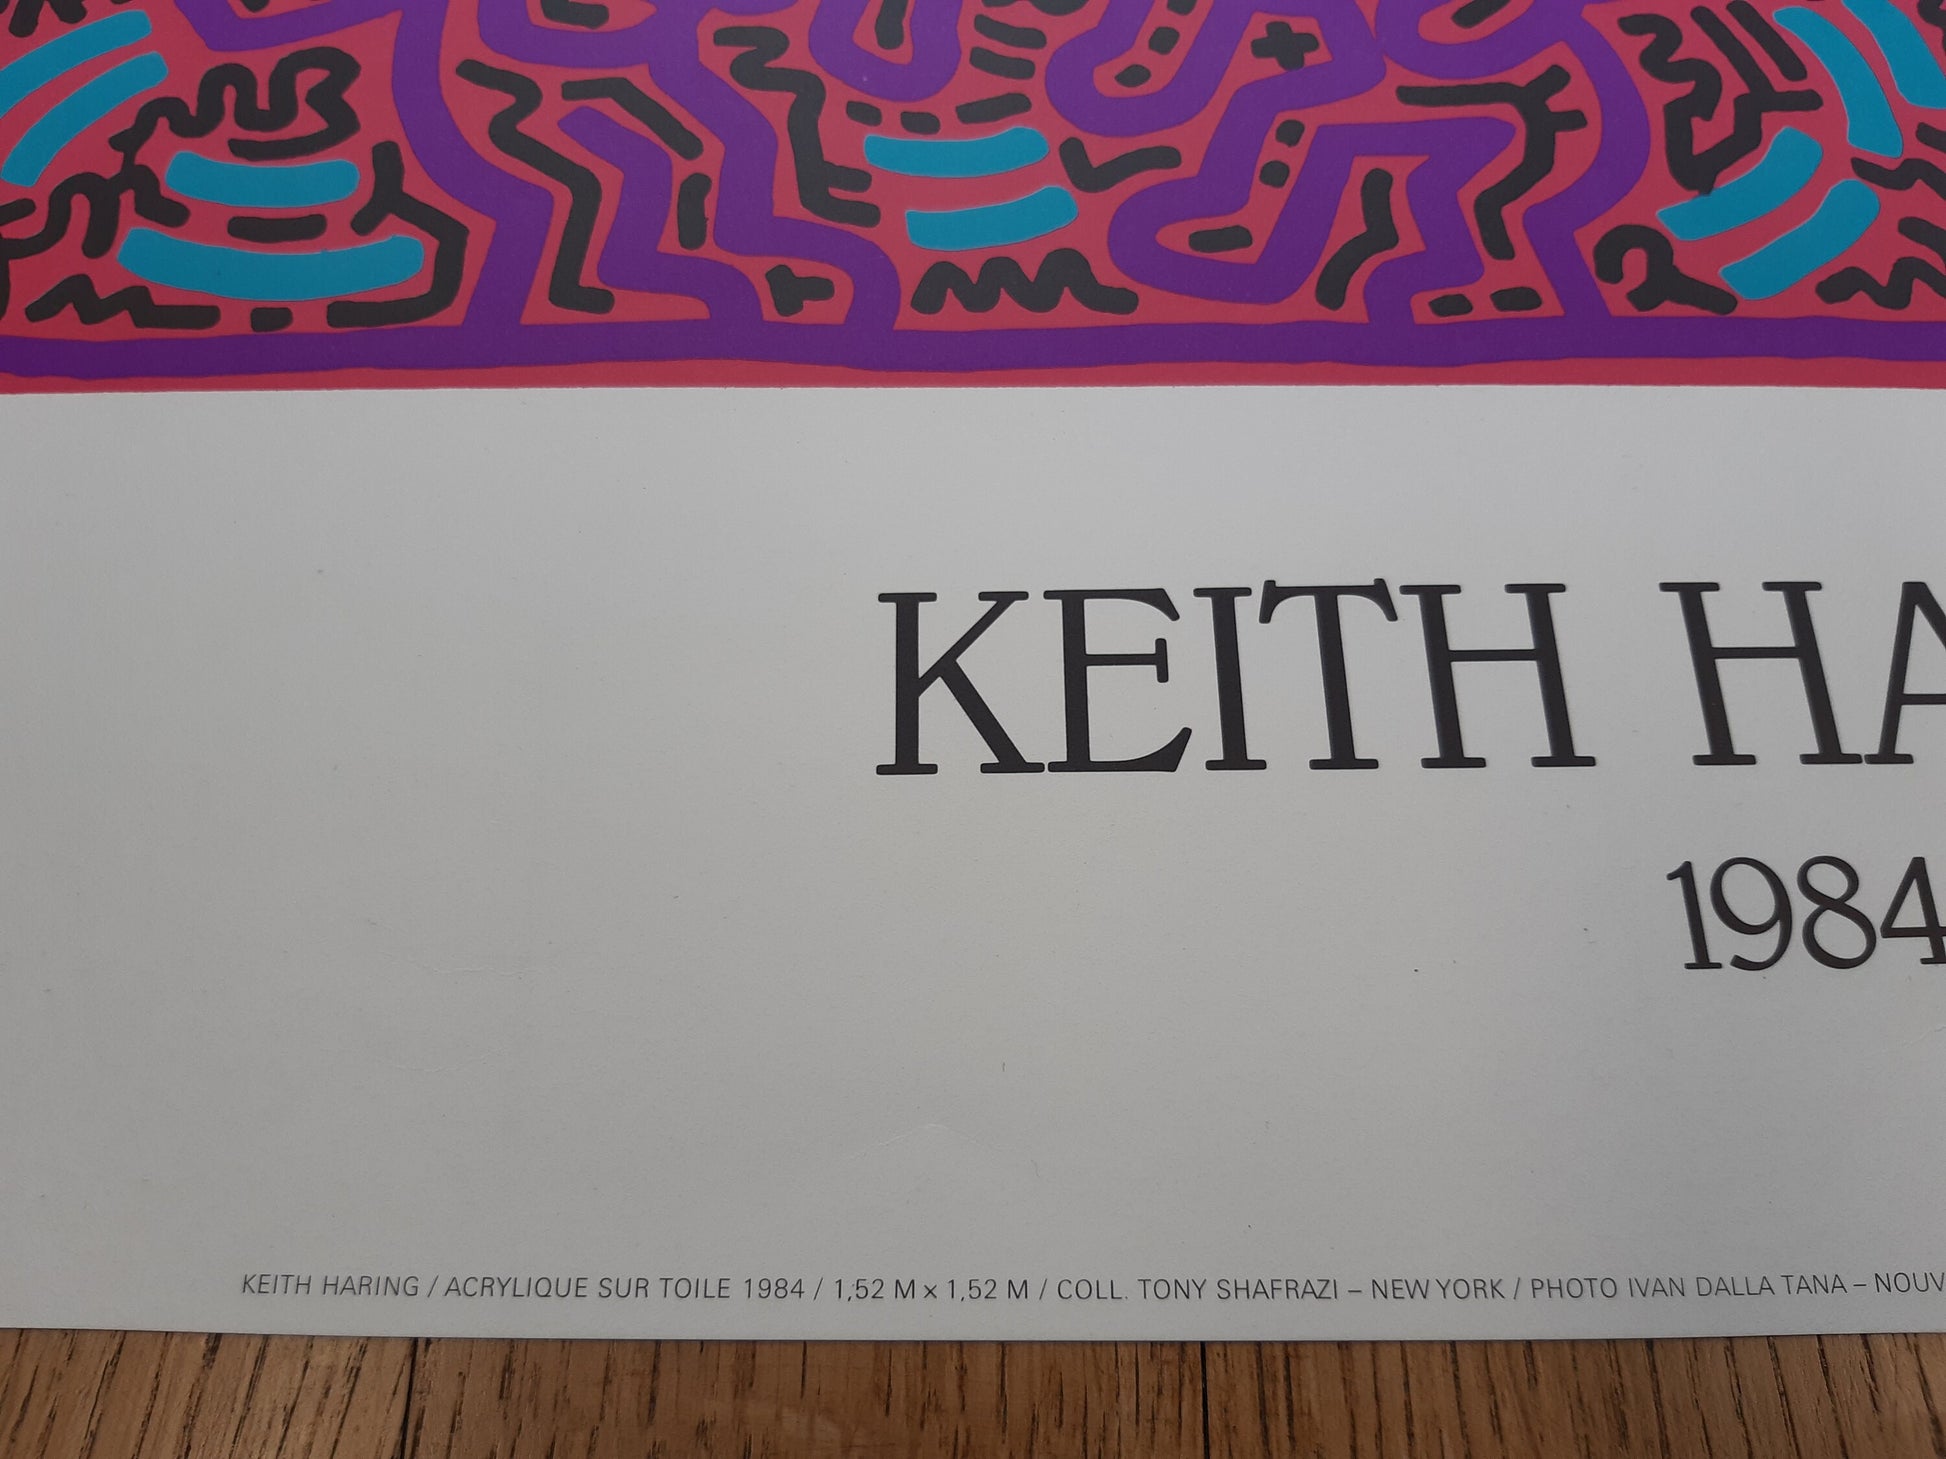 KEITH HA
1984
KEITH HARING / ACRYLIQUE SUR TOILE 1984 / 1,52 M × 1,52 M / COLL. TONY SHAFRAZI – NEW YORK / PHOTO IVAN DALLA TANA – NOUV